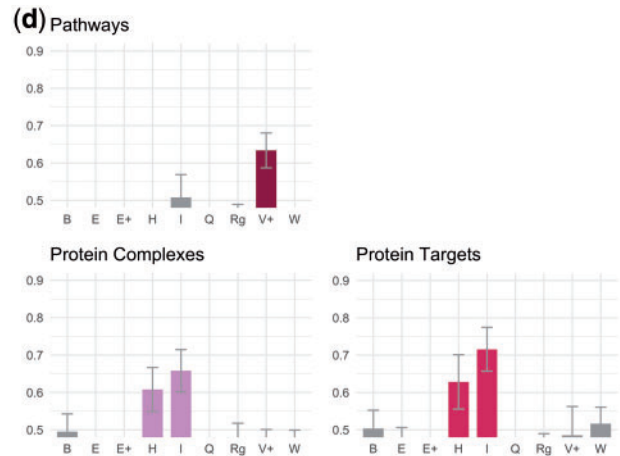 (d) Pathways
0.9
0.8
0.7
0.6
0.5
B E E+ H I Q Rg V+ W
Protein Complexes
0.9
0.8
0.7
0.6
0.5
B E E+ H I Q Rg V+ W
Protein Targets
0.9
0.8
0.7
0.6
0.5
B E E+ H I Q Rg V+ W